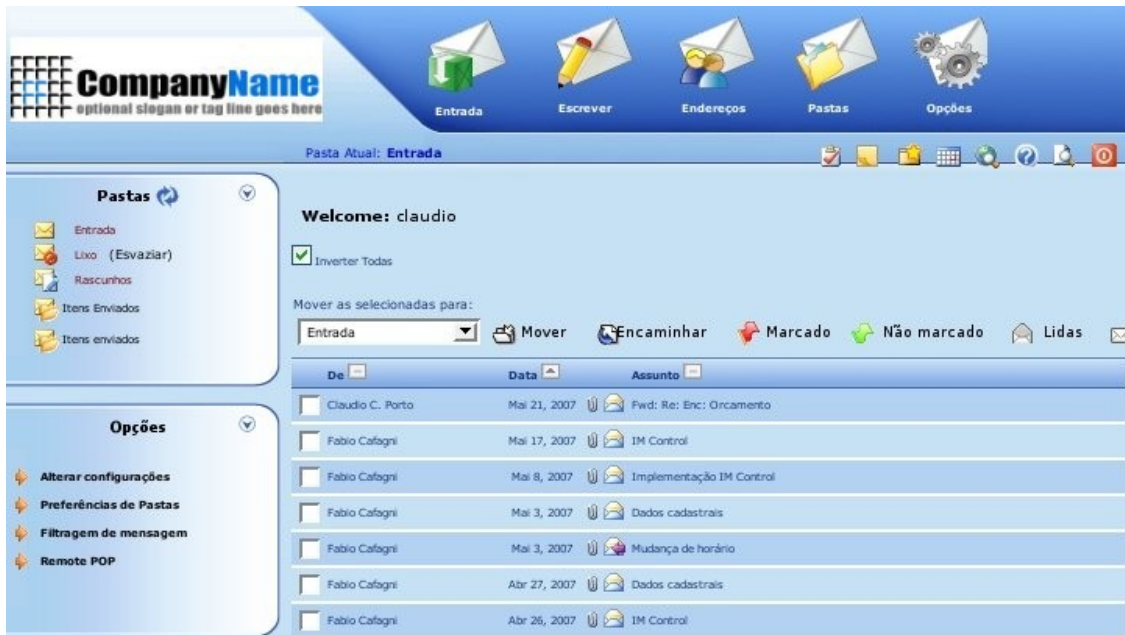 CompanyName
optional slogan or tag line goes here
Entrada
Escrever
Endereços
Pastas
Opções
Pasta Atual: Entrada
Pastas
Entrada
Lixo (Esvaziar)
Rascunhos
Itens Enviados
Itens enviados
Opções
Alterar configurações
Preferências de Pastas
Filtragem de mensagem
Remote POP
Welcome: claudio
Inverter Todas
Mover as selecionadas para:
Entrada Mover Encaminhar Marcado Não marcado Lidas
De Data Assunto
Claudio C. Porto Mai 21, 2007 Fwd: Re: Enc: Orcamento
Fabio Cafagni Mai 17, 2007 IM Control
Fabio Cafagni Mai 8, 2007 Implementação IM Control
Fabio Cafagni Mai 3, 2007 Dados cadastrais
Fabio Cafagni Mai 3, 2007 Mudança de horário
Fabio Cafagni Abr 27, 2007 Dados cadastrais
Fabio Cafagni Abr 26, 2007 IM Control